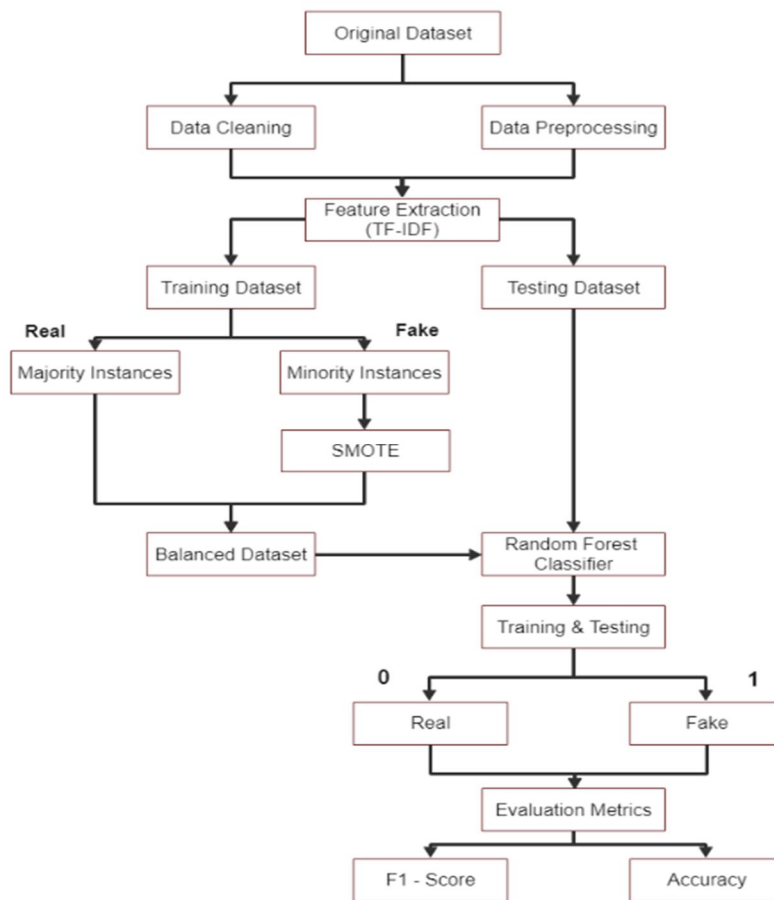 Original Dataset
Data Cleaning
Data Preprocessing
Feature Extraction
(TF-IDF)
Training Dataset
Testing Dataset
Real
Fake
Majority Instances
Minority Instances
SMOTE
Balanced Dataset
Random Forest
Classifier
Training & Testing
0
1
Real
Fake
Evaluation Metrics
F1 - Score
Accuracy